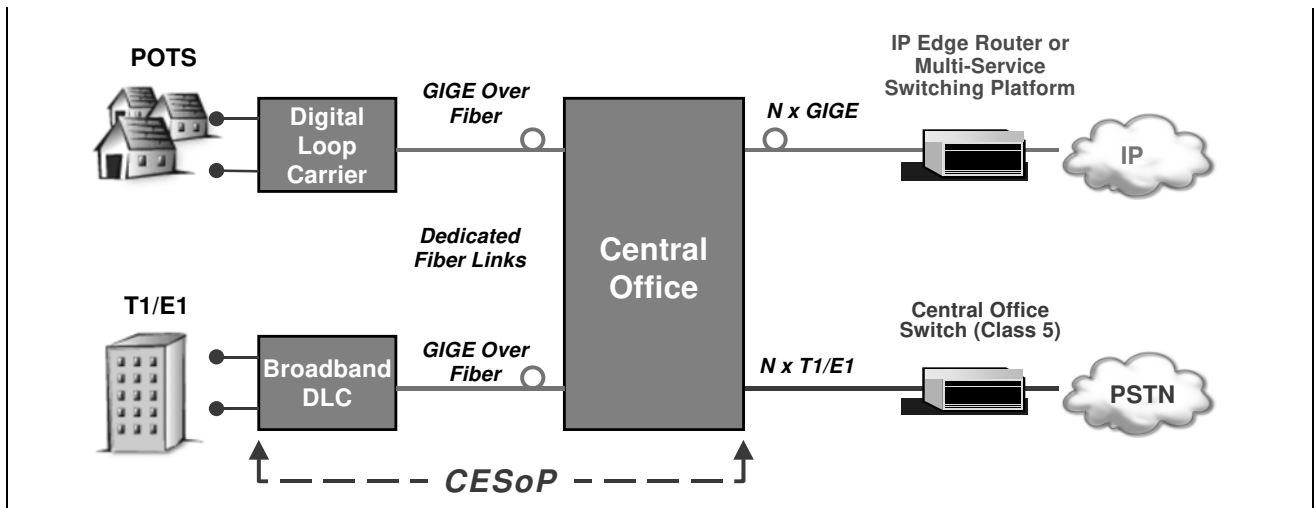 POTS
Digital
Loop
Carrier
GIGE Over
Fiber
Central
Office
N x GIGE
IP Edge Router or
Multi-Service
Switching Platform
IP
Dedicated
Fiber Links
T1/E1
Broadband
DLC
GIGE Over
Fiber
N x T1/E1
Central Office
Switch (Class 5)
PSTN
CESoP